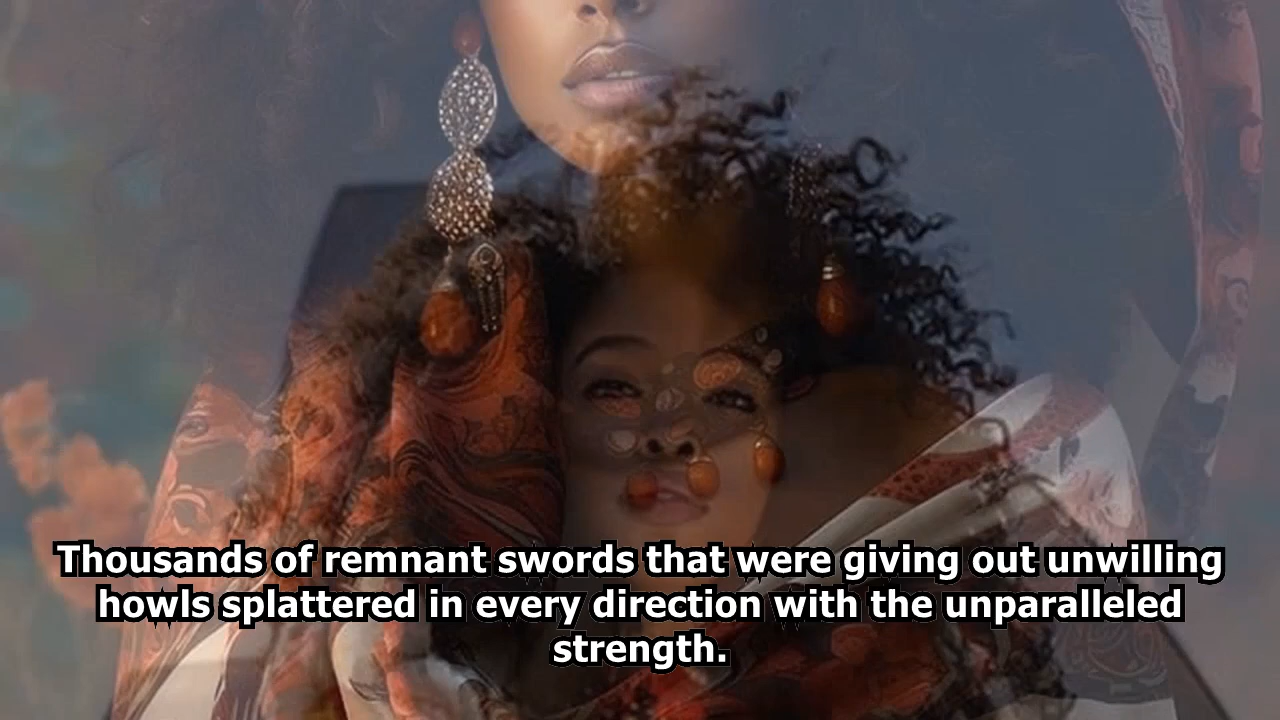 Thousands of remnant swords that were giving out unwilling
howls splattered in every direction with the unparalleled
strength.